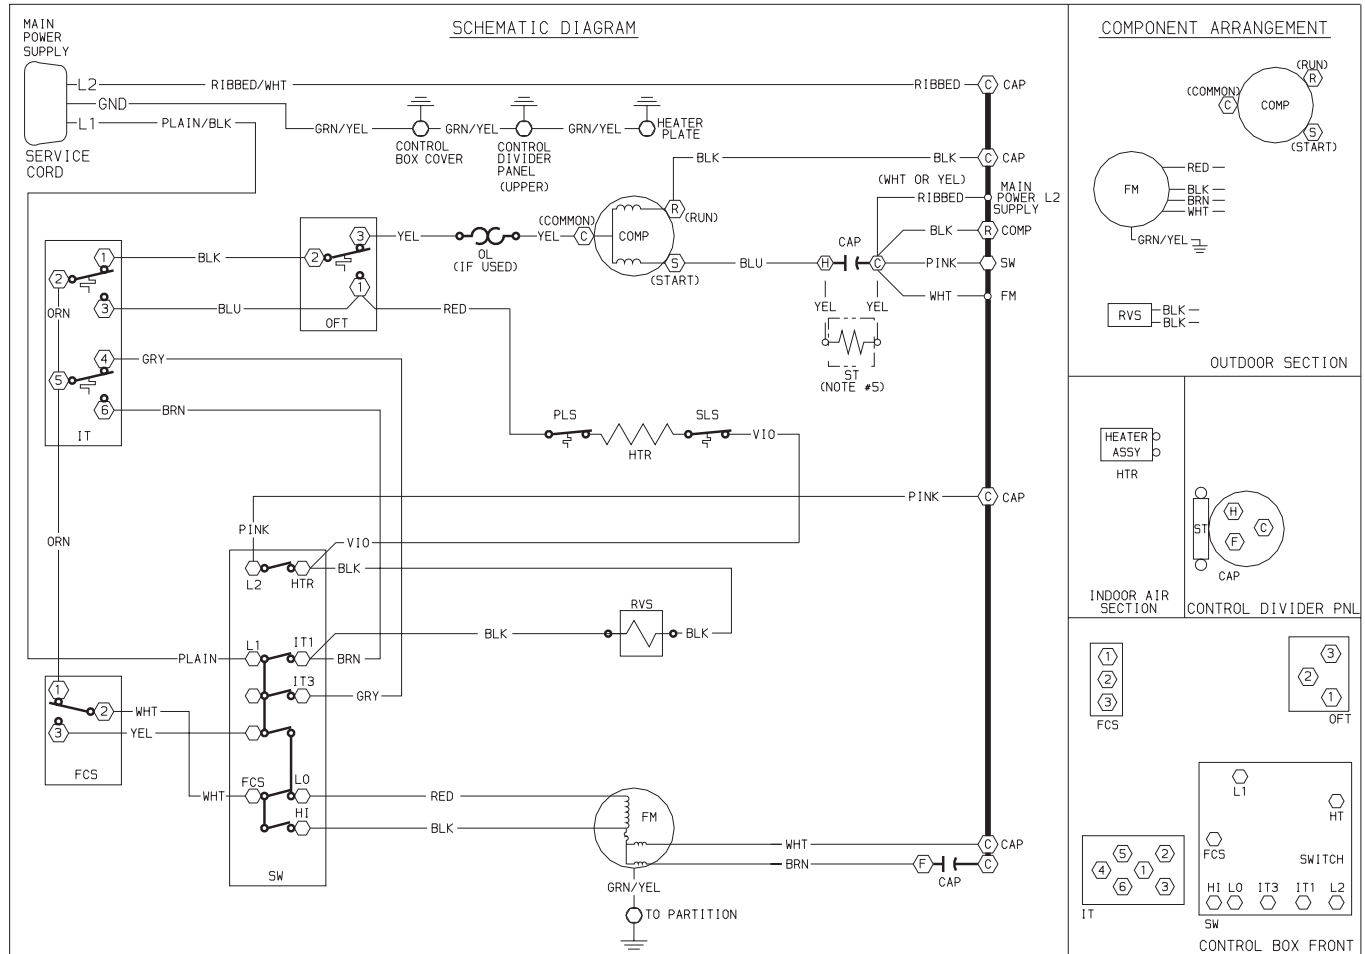 SCHEMATIC DIAGRAM
MAIN
POWER
SUPPLY
L2
RIBBED/WHT
RIBBED
C
CAP
GND
L1
PLAIN/BLK
GRN/YEL
GRN/YEL
GRN/YEL
HEATER
PLATE
CONTROL
BOX COVER
CONTROL
DIVIDER
PANEL
(UPPER)
SERVICE
CORD
BLK
BLK
C
CAP
(WHT OR YEL)
RIBBED
MAIN
POWER L2
SUPPLY
R
(RUN)
(COMMON)
3
YEL
YEL
C
COMP
OL
(IF USED)
CAP
BLK
R
COMP
1
BLK
2
2
S
(START)
BLU
H
C
PINK
SW
1
WHT
FM
ORN
3
BLU
RED
OFT
YEL
YEL
ST
(NOTE #5)
4
GRY
5
6
BRN
IT
PLS
SLS
HTR
VIO
PINK
C
CAP
PINK
ORN
VIO
L2
HTR
BLK
RVS
L1
IT1
BLK
BLK
PLAIN
BRN
IT3
GRY
1
2
WHT
3
YEL
FCS
FCS
LO
WHT
RED
HI
BLK
FM
SW
WHT
C
CAP
BRN
F
CAP
C
GRN/YEL
TO PARTITION
COMPONENT ARRANGEMENT
(RUN)
R
(COMMON)
C
COMP
S
(START)
FM
RED
BLK
BRN
WHT
GRN/YEL
RVS
BLK
BLK
OUTDOOR SECTION
HEATER
ASSY
HTR
INDOOR AIR
SECTION
ST
H
C
F
CAP
CONTROL DIVIDER PNL
1
2
3
FCS
3
2
1
OFT
L1
HT
FCS
SWITCH
HI
LO
IT3
IT1
L2
SW
5
2
4
1
6
3
IT
CONTROL BOX FRONT